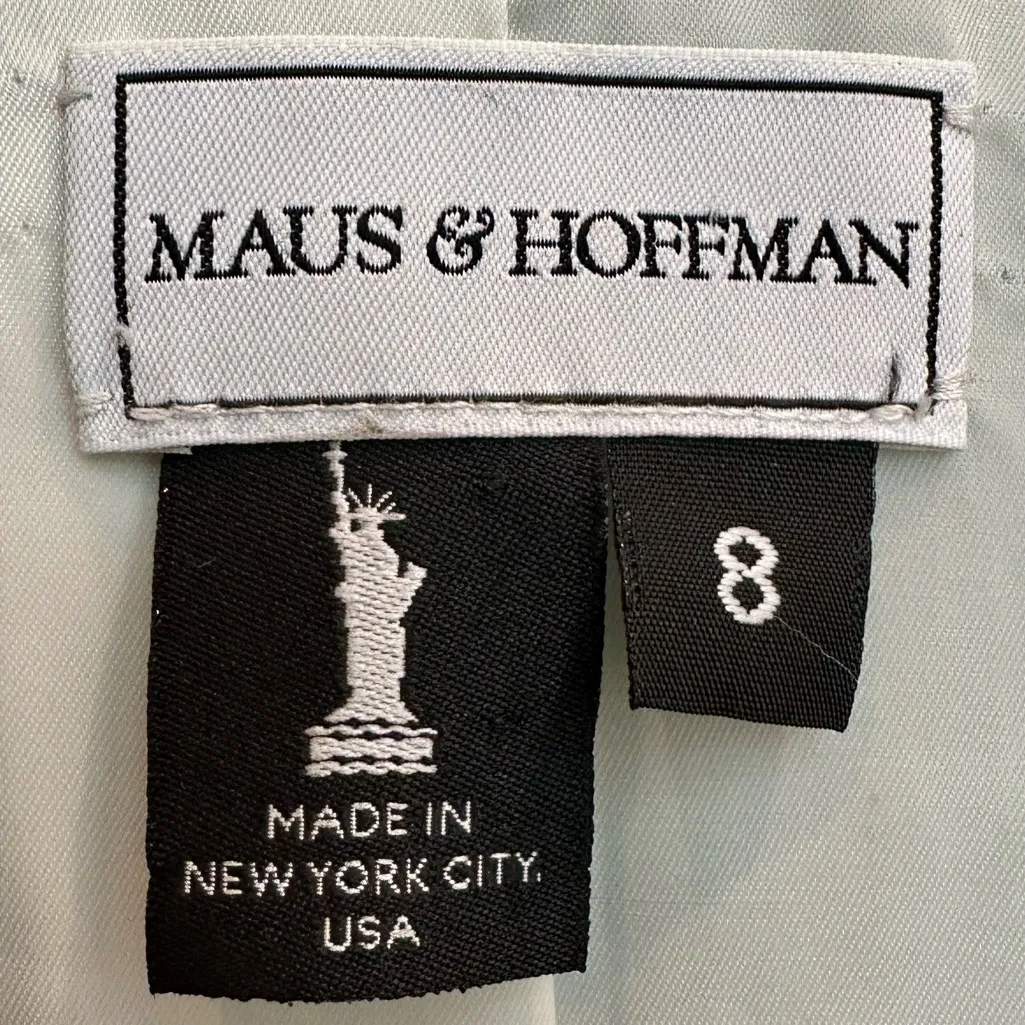 MAUS & HOFFMAN
8
MADE IN
NEW YORK CITY,
USA